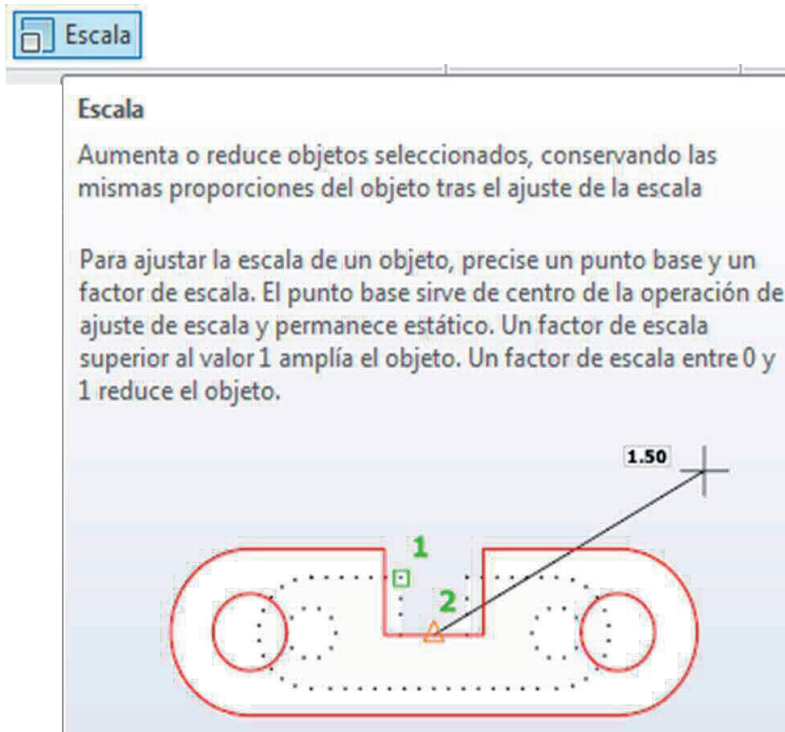 Escala
Escala
Aumenta o reduce objetos seleccionados, conservando las
mismas proporciones del objeto tras el ajuste de la escala
Para ajustar la escala de un objeto, precise un punto base y un
factor de escala. El punto base sirve de centro de la operación de
ajuste de escala y permanece estático. Un factor de escala
superior al valor 1 amplía el objeto. Un factor de escala entre 0 y
1 reduce el objeto.
1.50
1
2